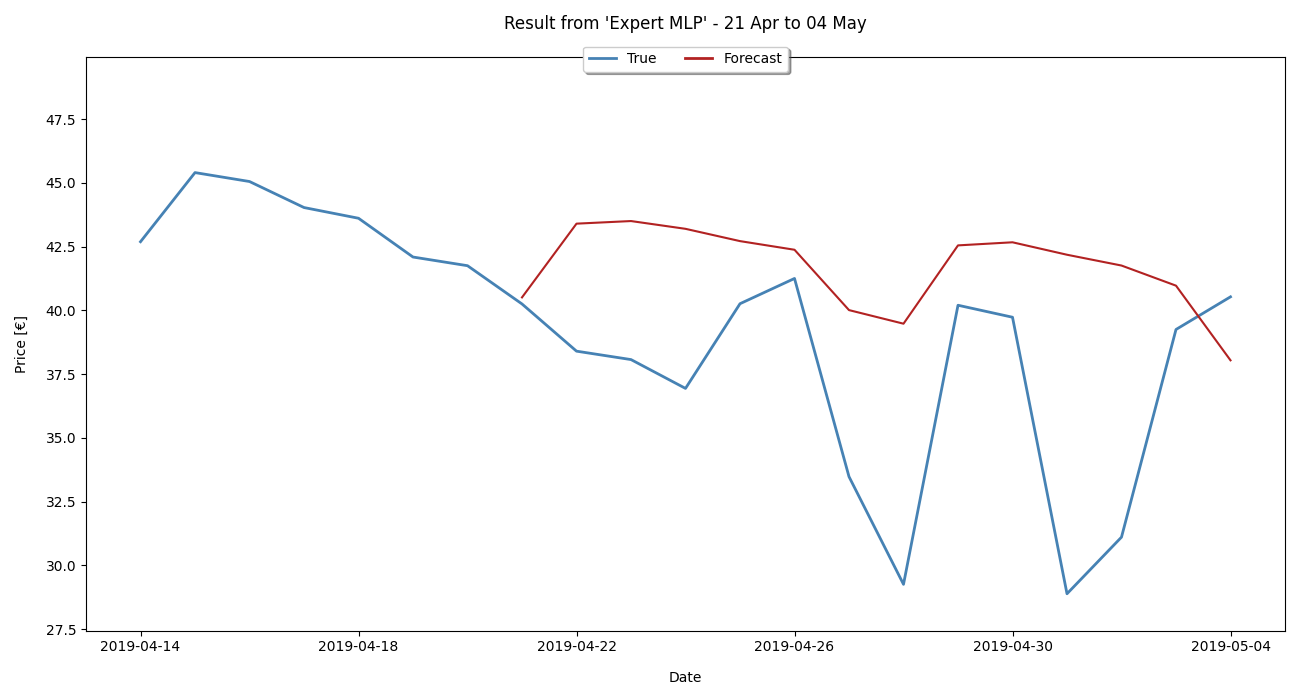 Result from 'Expert MLP' - 21 Apr to 04 May
True Forecast
47.5
45.0
42.5
40.0
37.5
35.0
32.5
30.0
27.5
Price [€]
2019-04-14 2019-04-18 2019-04-22 2019-04-26 2019-04-30 2019-05-04
Date